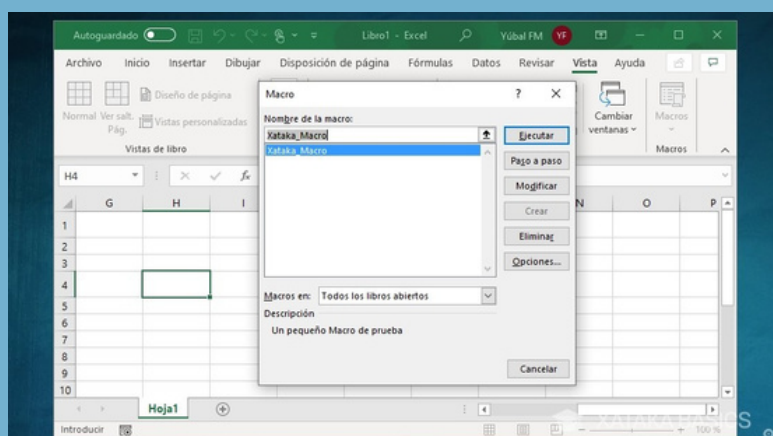 Autoguardado Libro1 - Excel Yúbal FM YF
Archivo Inicio Insertar Dibujar Disposición de página Fórmulas Datos Revisar Vista Ayuda
Normal Ver salt. Pág. Diseño de página
Vistas personalizadas
Vistas de libro
Cambiar ventanas
Macros
Macros
H4 fx
G H I N O P
1
2
3
4
5
6
7
8
9
10
Macro ?
Nombre de la macro:
Xataka_Macro
Xataka_Macro
Ejecutar
Paso a paso
Modificar
Crear
Eliminar
Opciones...
Macros en: Todos los libros abiertos
Descripción
Un pequeño Macro de prueba
Cancelar
Hoja1
Introducir 100 %
XATAKA BASICS